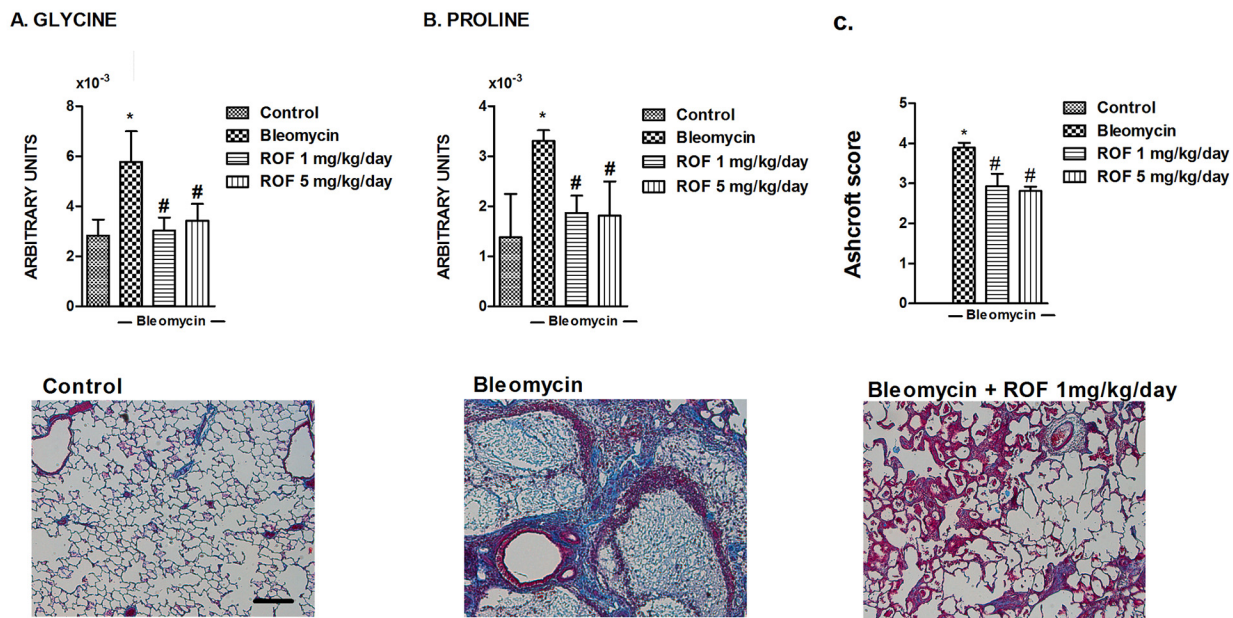 A. GLYCINE
x10-3
ARBITRARY UNITS
8
6
4
2
0
*
#
#
Control
Bleomycin
ROF 1 mg/kg/day
ROF 5 mg/kg/day
— Bleomycin —
B. PROLINE
x10-3
ARBITRARY UNITS
4
3
2
1
0
*
#
#
Control
Bleomycin
ROF 1 mg/kg/day
ROF 5 mg/kg/day
— Bleomycin —
C.
Ashcroft score
5
4
3
2
1
0
*
#
#
Control
Bleomycin
ROF 1 mg/kg/day
ROF 5 mg/kg/day
— Bleomycin —
Control
Bleomycin
Bleomycin + ROF 1mg/kg/day